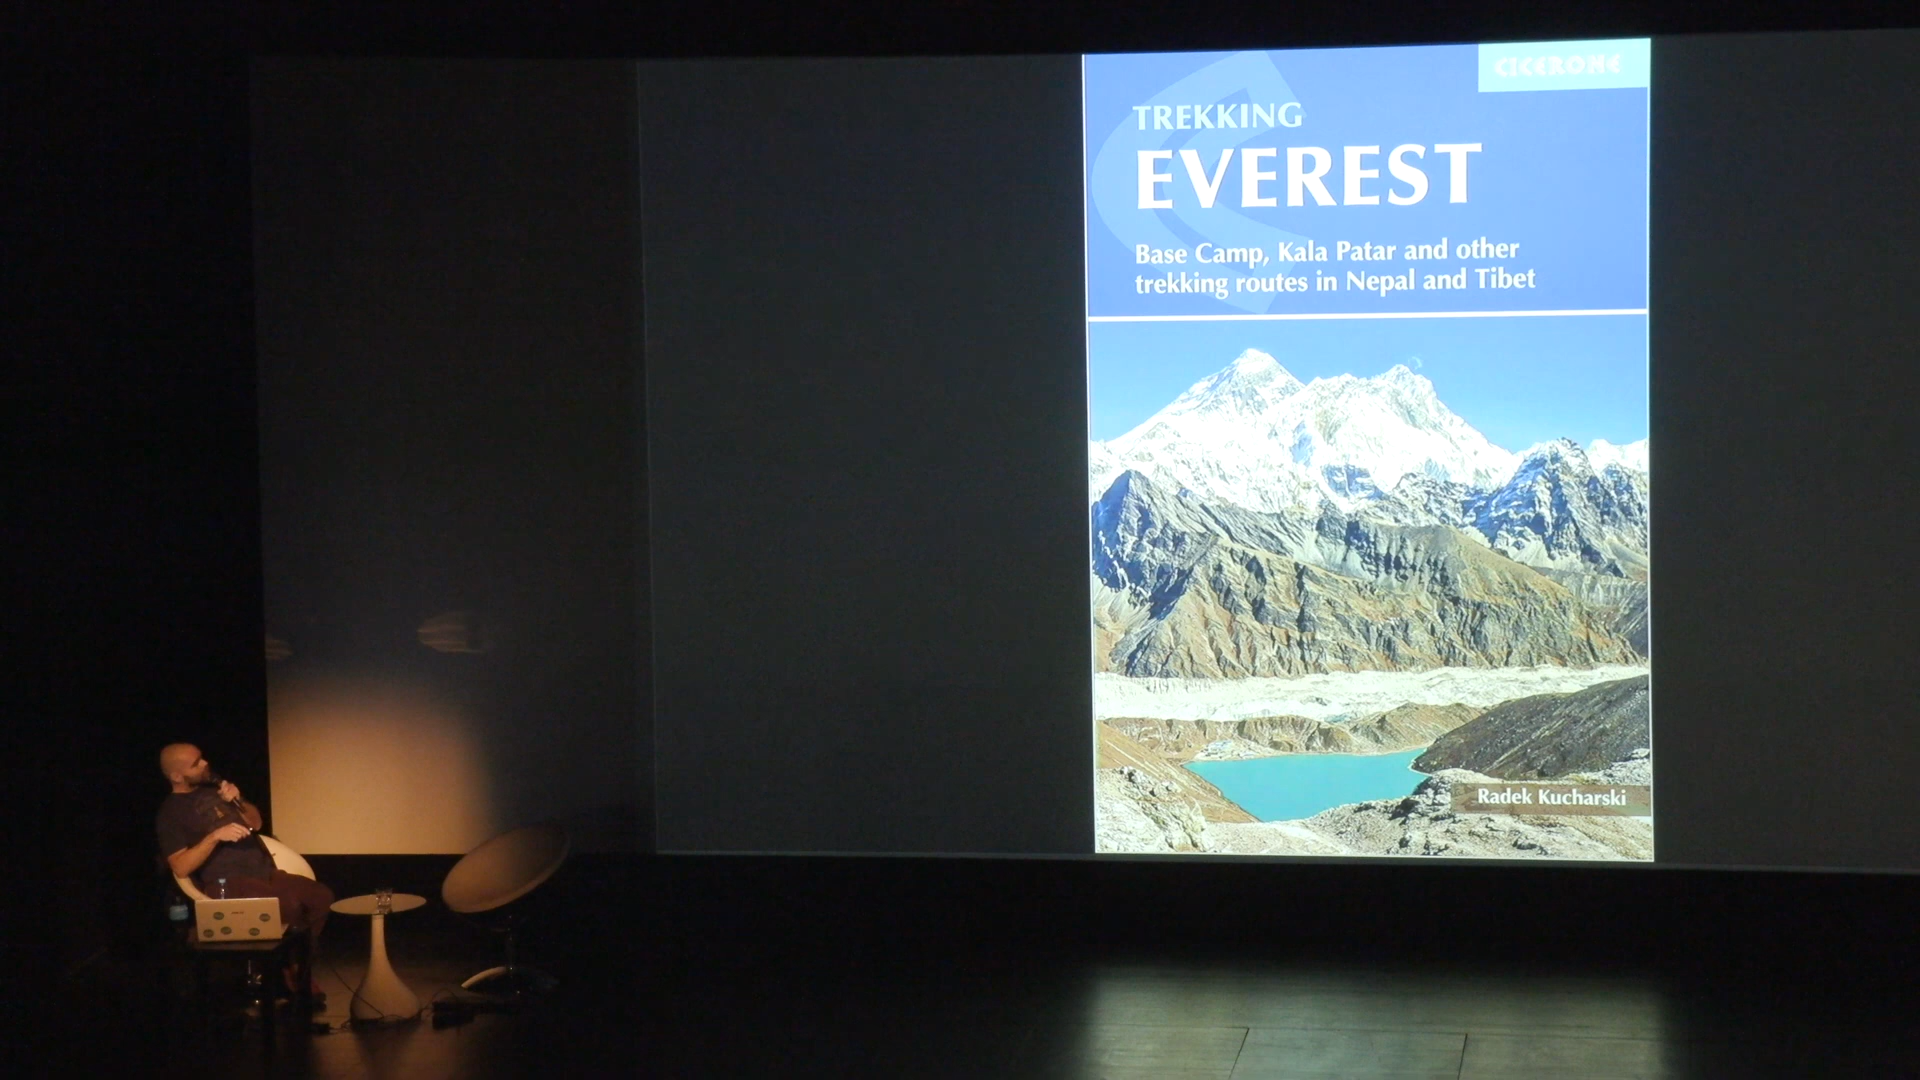 CICERONE
TREKKING
EVEREST
Base Camp, Kala Patar and other
trekking routes in Nepal and Tibet
Radek Kucharski